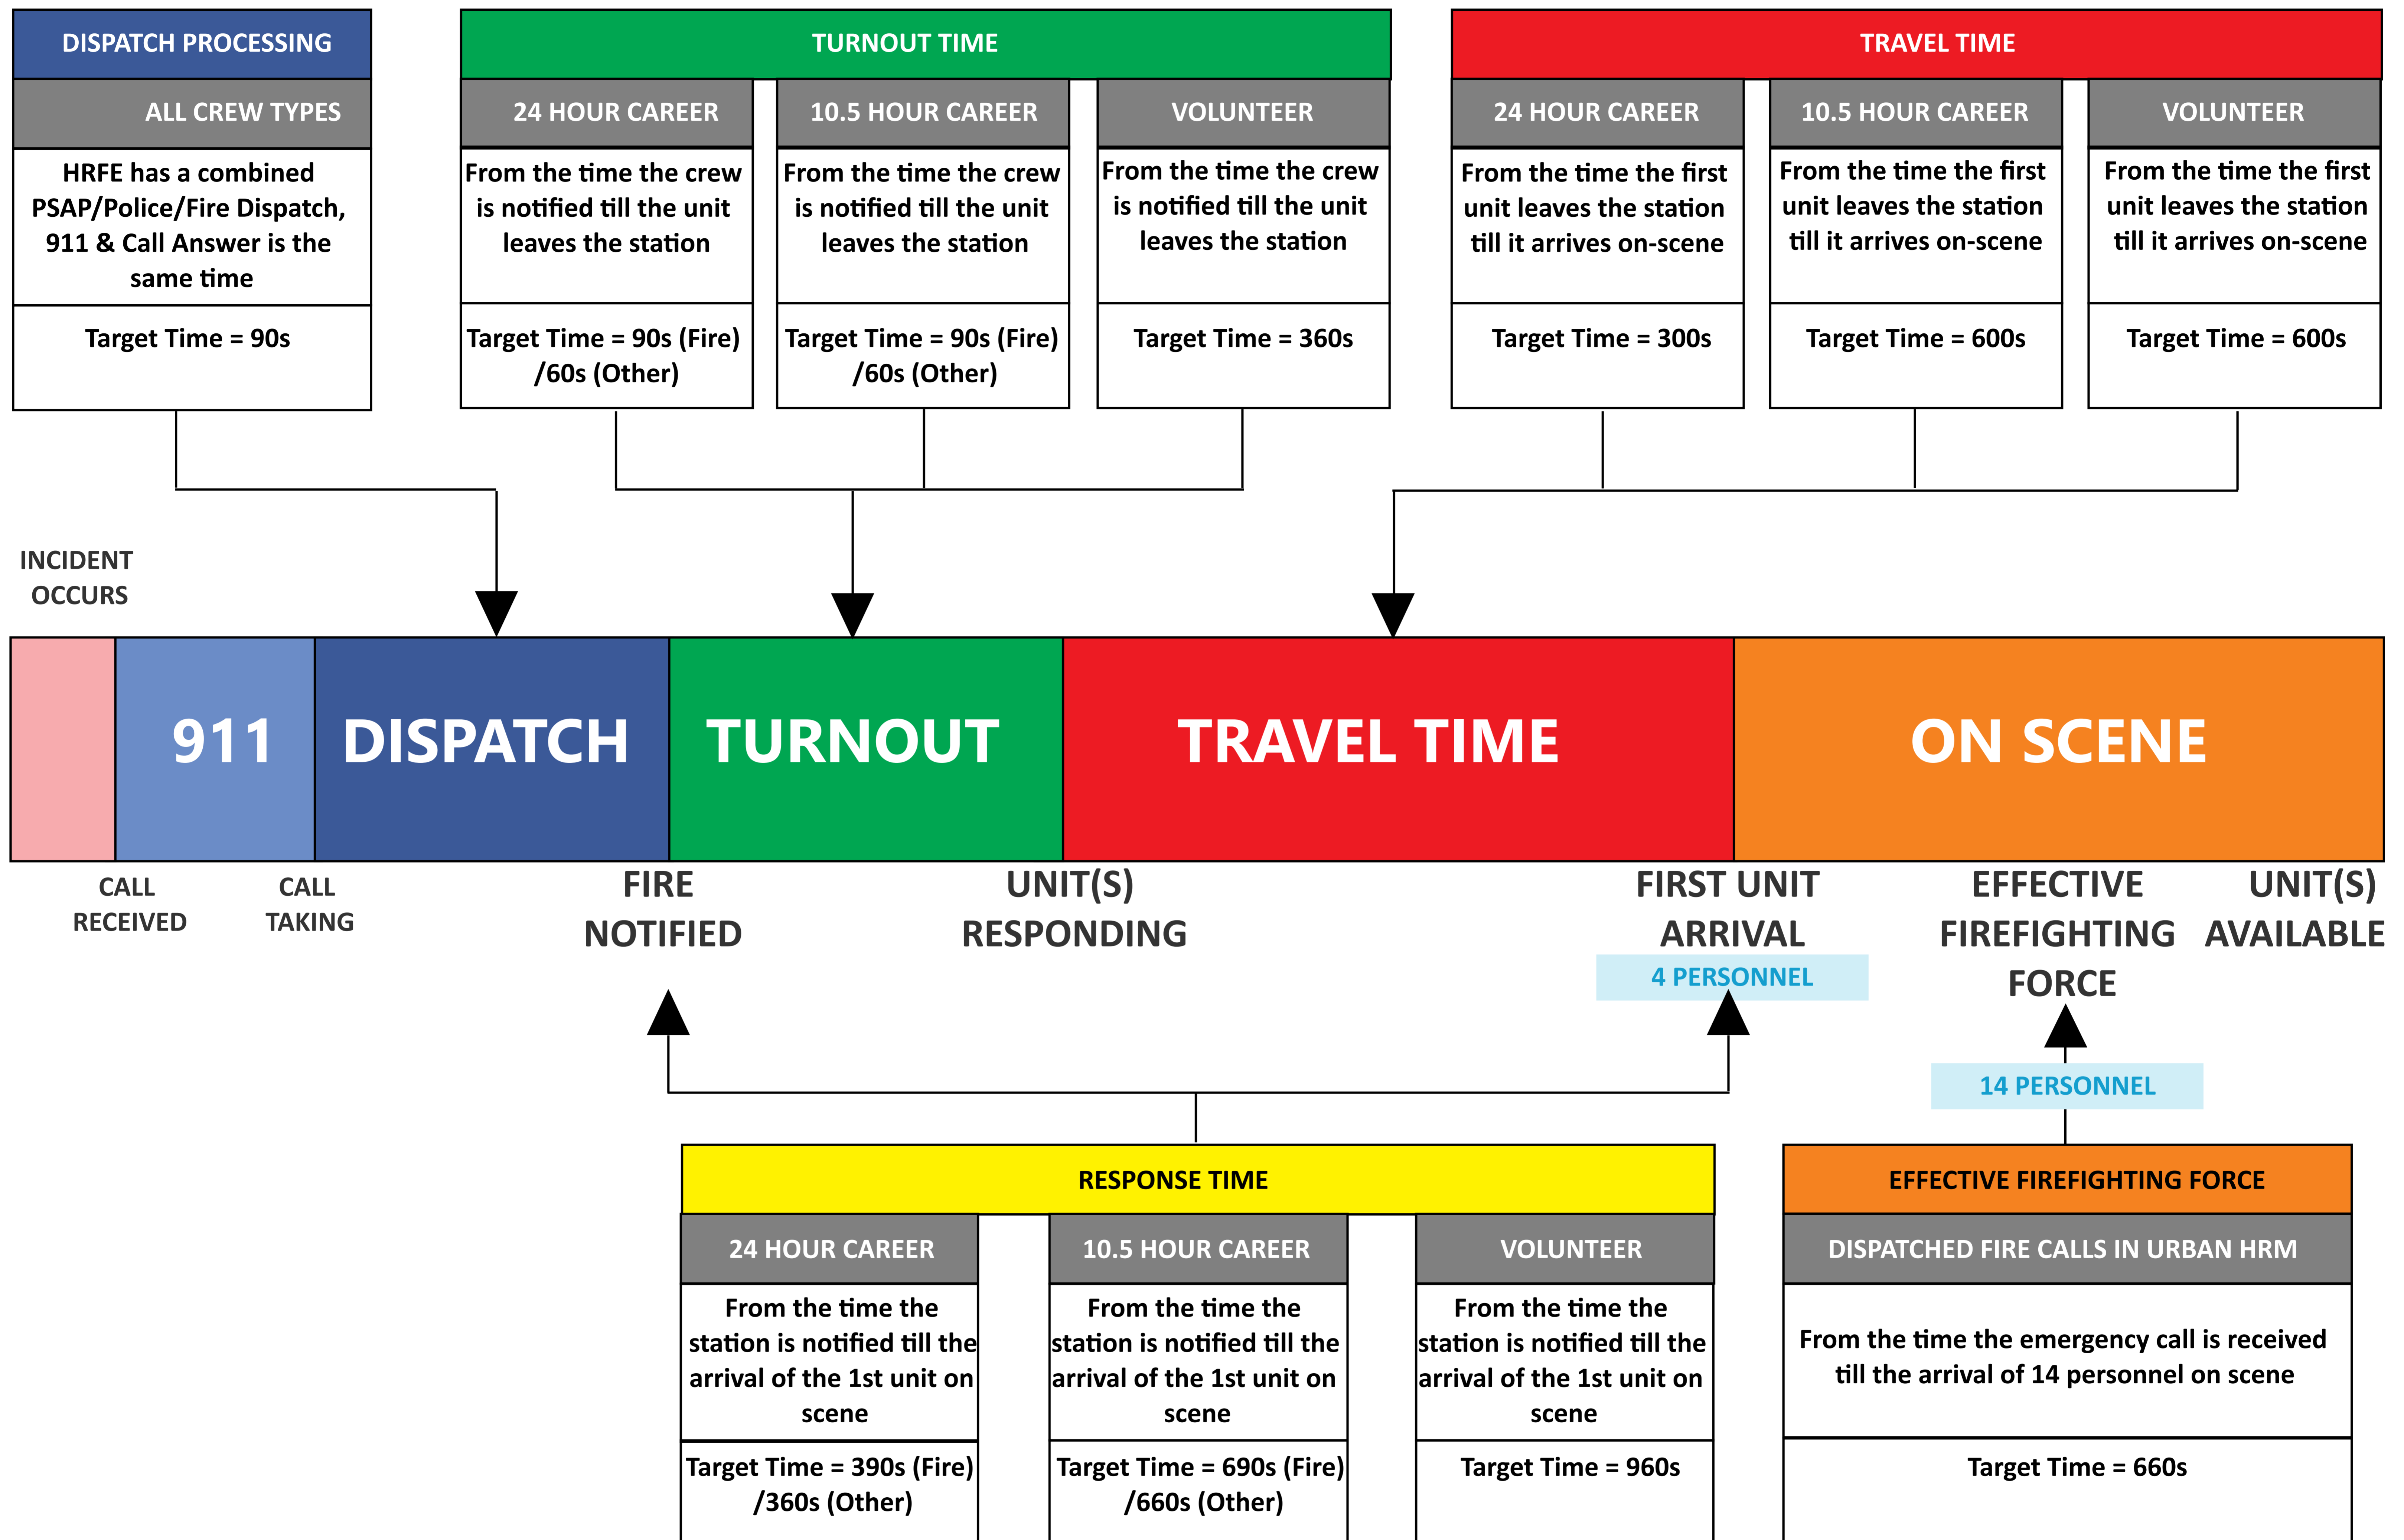 DISPATCH PROCESSING
ALL CREW TYPES
HRFE has a combined
PSAP/Police/Fire Dispatch,
911 & Call Answer is the
same time
Target Time = 90s
TURNOUT TIME
24 HOUR CAREER
From the time the crew
is notified till the unit
leaves the station
Target Time = 90s (Fire)
/60s (Other)
10.5 HOUR CAREER
From the time the crew
is notified till the unit
leaves the station
Target Time = 90s (Fire)
/60s (Other)
VOLUNTEER
From the time the crew
is notified till the unit
leaves the station
Target Time = 360s
TRAVEL TIME
24 HOUR CAREER
From the time the first
unit leaves the station
till it arrives on-scene
Target Time = 300s
10.5 HOUR CAREER
From the time the first
unit leaves the station
till it arrives on-scene
Target Time = 600s
VOLUNTEER
From the time the first
unit leaves the station
till it arrives on-scene
Target Time = 600s
INCIDENT
OCCURS
911
DISPATCH
TURNOUT
TRAVEL TIME
ON SCENE
CALL
RECEIVED
CALL
TAKING
FIRE
NOTIFIED
UNIT(S)
RESPONDING
FIRST UNIT
ARRIVAL
4 PERSONNEL
EFFECTIVE
FIREFIGHTING
FORCE
UNIT(S)
AVAILABLE
14 PERSONNEL
RESPONSE TIME
24 HOUR CAREER
From the time the
station is notified till the
arrival of the 1st unit on
scene
Target Time = 390s (Fire)
/360s (Other)
10.5 HOUR CAREER
From the time the
station is notified till the
arrival of the 1st unit on
scene
Target Time = 690s (Fire)
/660s (Other)
VOLUNTEER
From the time the
station is notified till the
arrival of the 1st unit on
scene
Target Time = 960s
EFFECTIVE FIREFIGHTING FORCE
DISPATCHED FIRE CALLS IN URBAN HRM
From the time the emergency call is received
till the arrival of 14 personnel on scene
Target Time = 660s